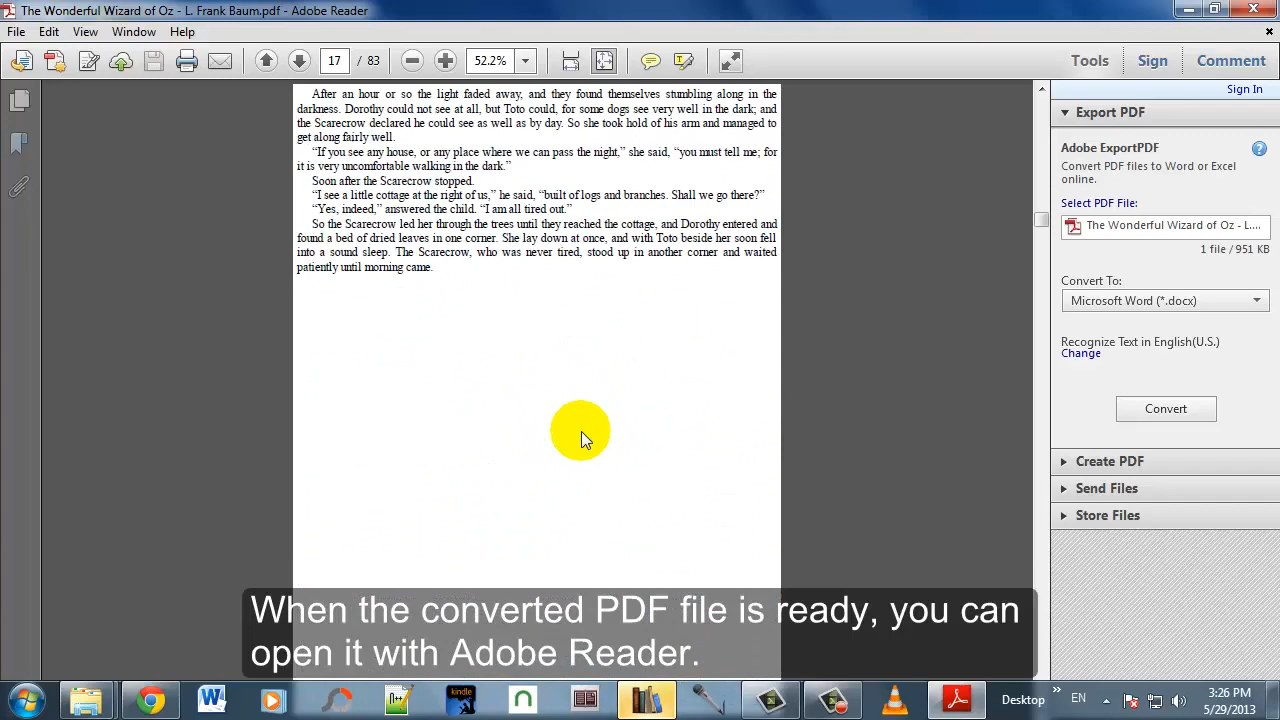 The Wonderful Wizard of Oz - L. Frank Baum.pdf - Adobe Reader
File Edit View Window Help
17 / 83 52.2% Tools Sign Comment
Sign In
After an hour or so the light faded away, and they found themselves stumbling along in the
darkness. Dorothy could not see at all, but Toto could, for some dogs see very well in the dark; and
the Scarecrow declared he could see as well as by day. So she took hold of his arm and managed to
get along fairly well.
“If you see any house, or any place where we can pass the night,” she said, “you must tell me; for
it is very uncomfortable walking in the dark.”
Soon after the Scarecrow stopped.
“I see a little cottage at the right of us,” he said, “built of logs and branches. Shall we go there?”
“Yes, indeed,” answered the child. “I am all tired out.”
So the Scarecrow led her through the trees until they reached the cottage, and Dorothy entered and
found a bed of dried leaves in one corner. She lay down at once, and with Toto beside her soon fell
into a sound sleep. The Scarecrow, who was never tired, stood up in another corner and waited
patiently until morning came.
Export PDF
Adobe ExportPDF
Convert PDF files to Word or Excel
online.
Select PDF File:
The Wonderful Wizard of Oz - L....
1 file / 951 KB
Convert To:
Microsoft Word (*.docx)
Recognize Text in English(U.S.)
Change
Convert
Create PDF
Send Files
Store Files
When the converted PDF file is ready, you can
open it with Adobe Reader.
kindle
Desktop
EN
3:26 PM
5/29/2013